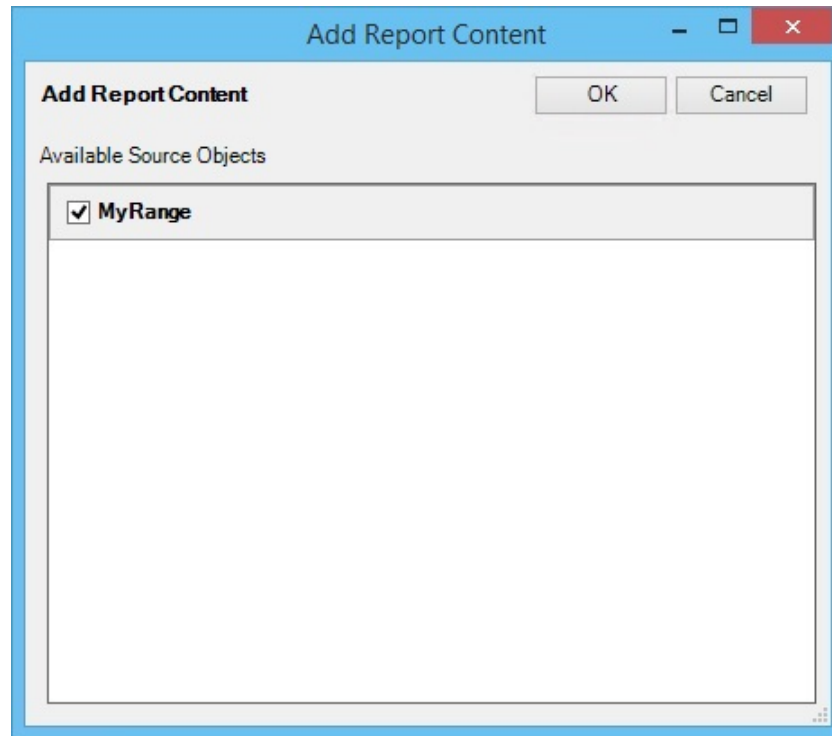 Add Report Content
Add Report Content OK Cancel
Available Source Objects
MyRange